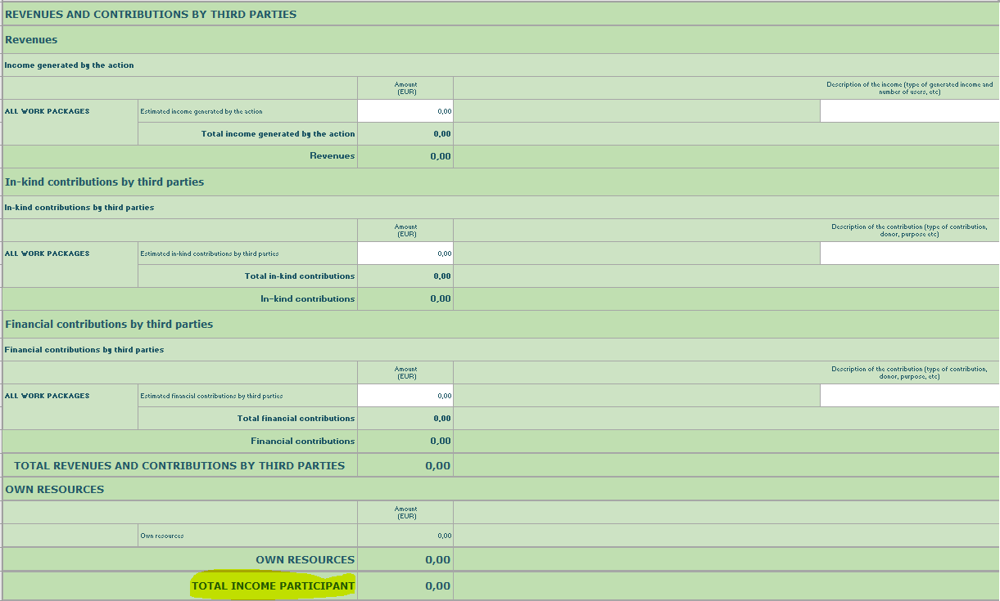 REVENUES AND CONTRIBUTIONS BY THIRD PARTIES
Revenues
Income generated by the action
Amount
(EUR)
Description of the income (type of generated income and
number of users, etc)
ALL WORK PACKAGES Estimated income generated by the action 0,00
Total income generated by the action 0,00
Revenues 0,00
In-kind contributions by third parties
In-kind contributions by third parties
Amount
(EUR)
Description of the contribution (type of contribution,
donor, purpose etc)
ALL WORK PACKAGES Estimated in-kind contributions by third parties 0,00
Total in-kind contributions 0,00
In-kind contributions 0,00
Financial contributions by third parties
Financial contributions by third parties
Amount
(EUR)
Description of the contribution (type of contribution,
donor, purpose, etc)
ALL WORK PACKAGES Estimated financial contributions by third parties 0,00
Total financial contributions 0,00
Financial contributions 0,00
TOTAL REVENUES AND CONTRIBUTIONS BY THIRD PARTIES 0,00
OWN RESOURCES
Amount
(EUR)
Own resources 0,00
OWN RESOURCES 0,00
TOTAL INCOME PARTICIPANT 0,00